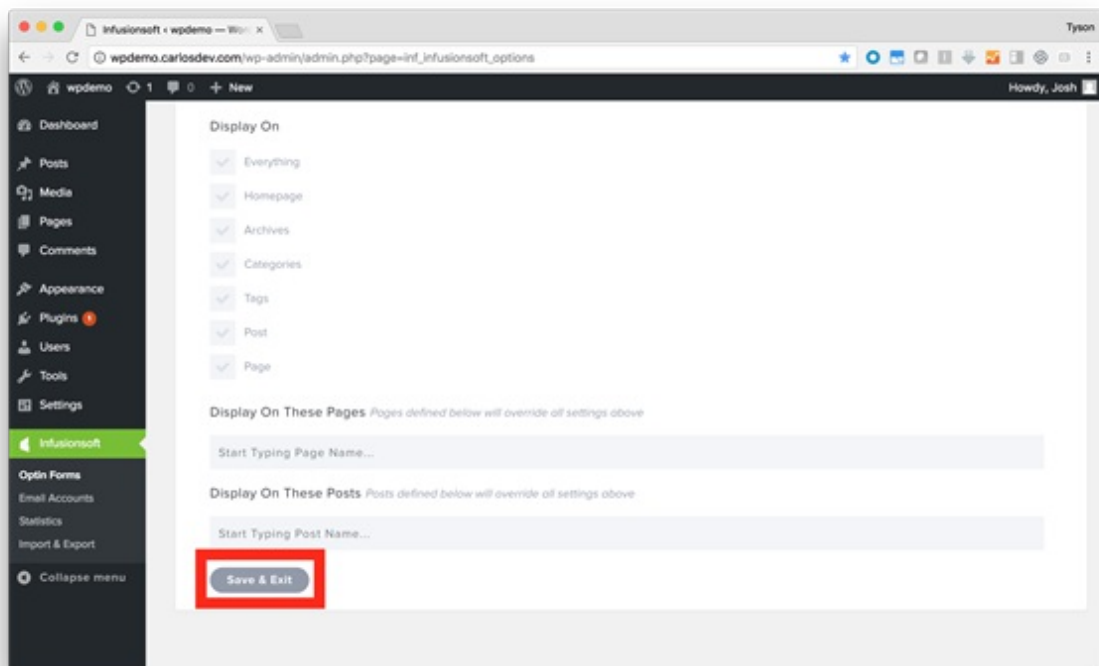 Infusionsoft ‹ wpdemo — Wor
Tyson
wpdemo.carlosdev.com/wp-admin/admin.php?page=inf_infusionsoft_options
wpdemo 1 0 + New
Howdy, Josh
Dashboard
Posts
Media
Pages
Comments
Appearance
Plugins 1
Users
Tools
Settings
Infusionsoft
Optin Forms
Email Accounts
Statistics
Import & Export
Collapse menu
Display On
Everything
Homepage
Archives
Categories
Tags
Post
Page
Display On These Pages Pages defined below will override all settings above
Start Typing Page Name...
Display On These Posts Posts defined below will override all settings above
Start Typing Post Name...
Save & Exit